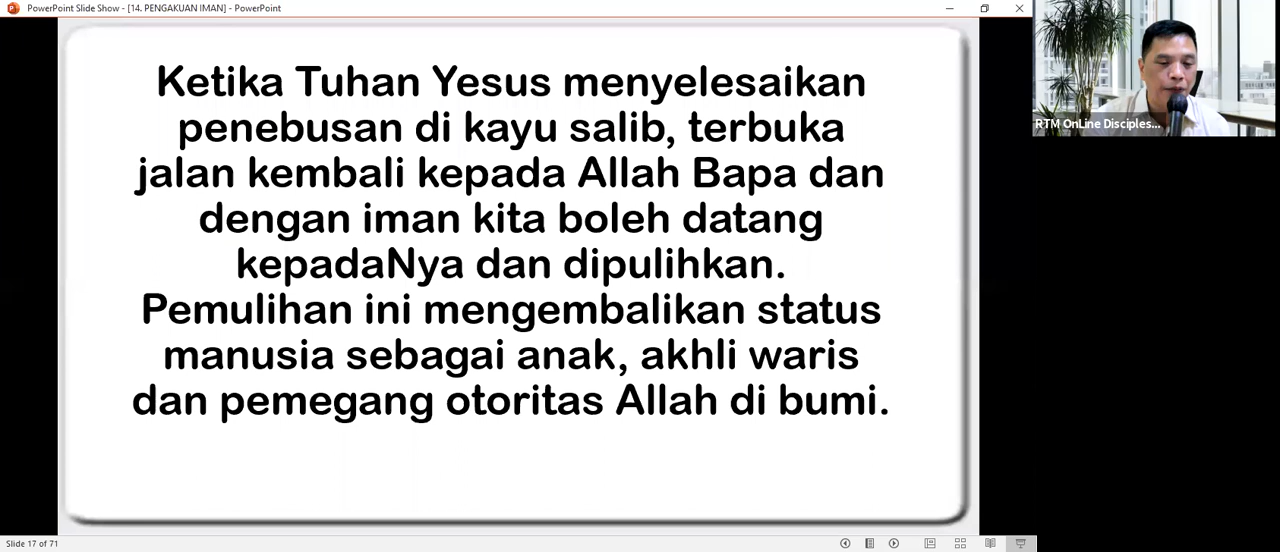 PowerPoint Slide Show - [14. PENGAKUAN IMAN] - PowerPoint
Ketika Tuhan Yesus menyelesaikan
penebusan di kayu salib, terbuka
jalan kembali kepada Allah Bapa dan
dengan iman kita boleh datang
kepadaNya dan dipulihkan.
Pemulihan ini mengembalikan status
manusia sebagai anak, akhli waris
dan pemegang otoritas Allah di bumi.
RTM OnLine Disciples...
Slide 17 of 71